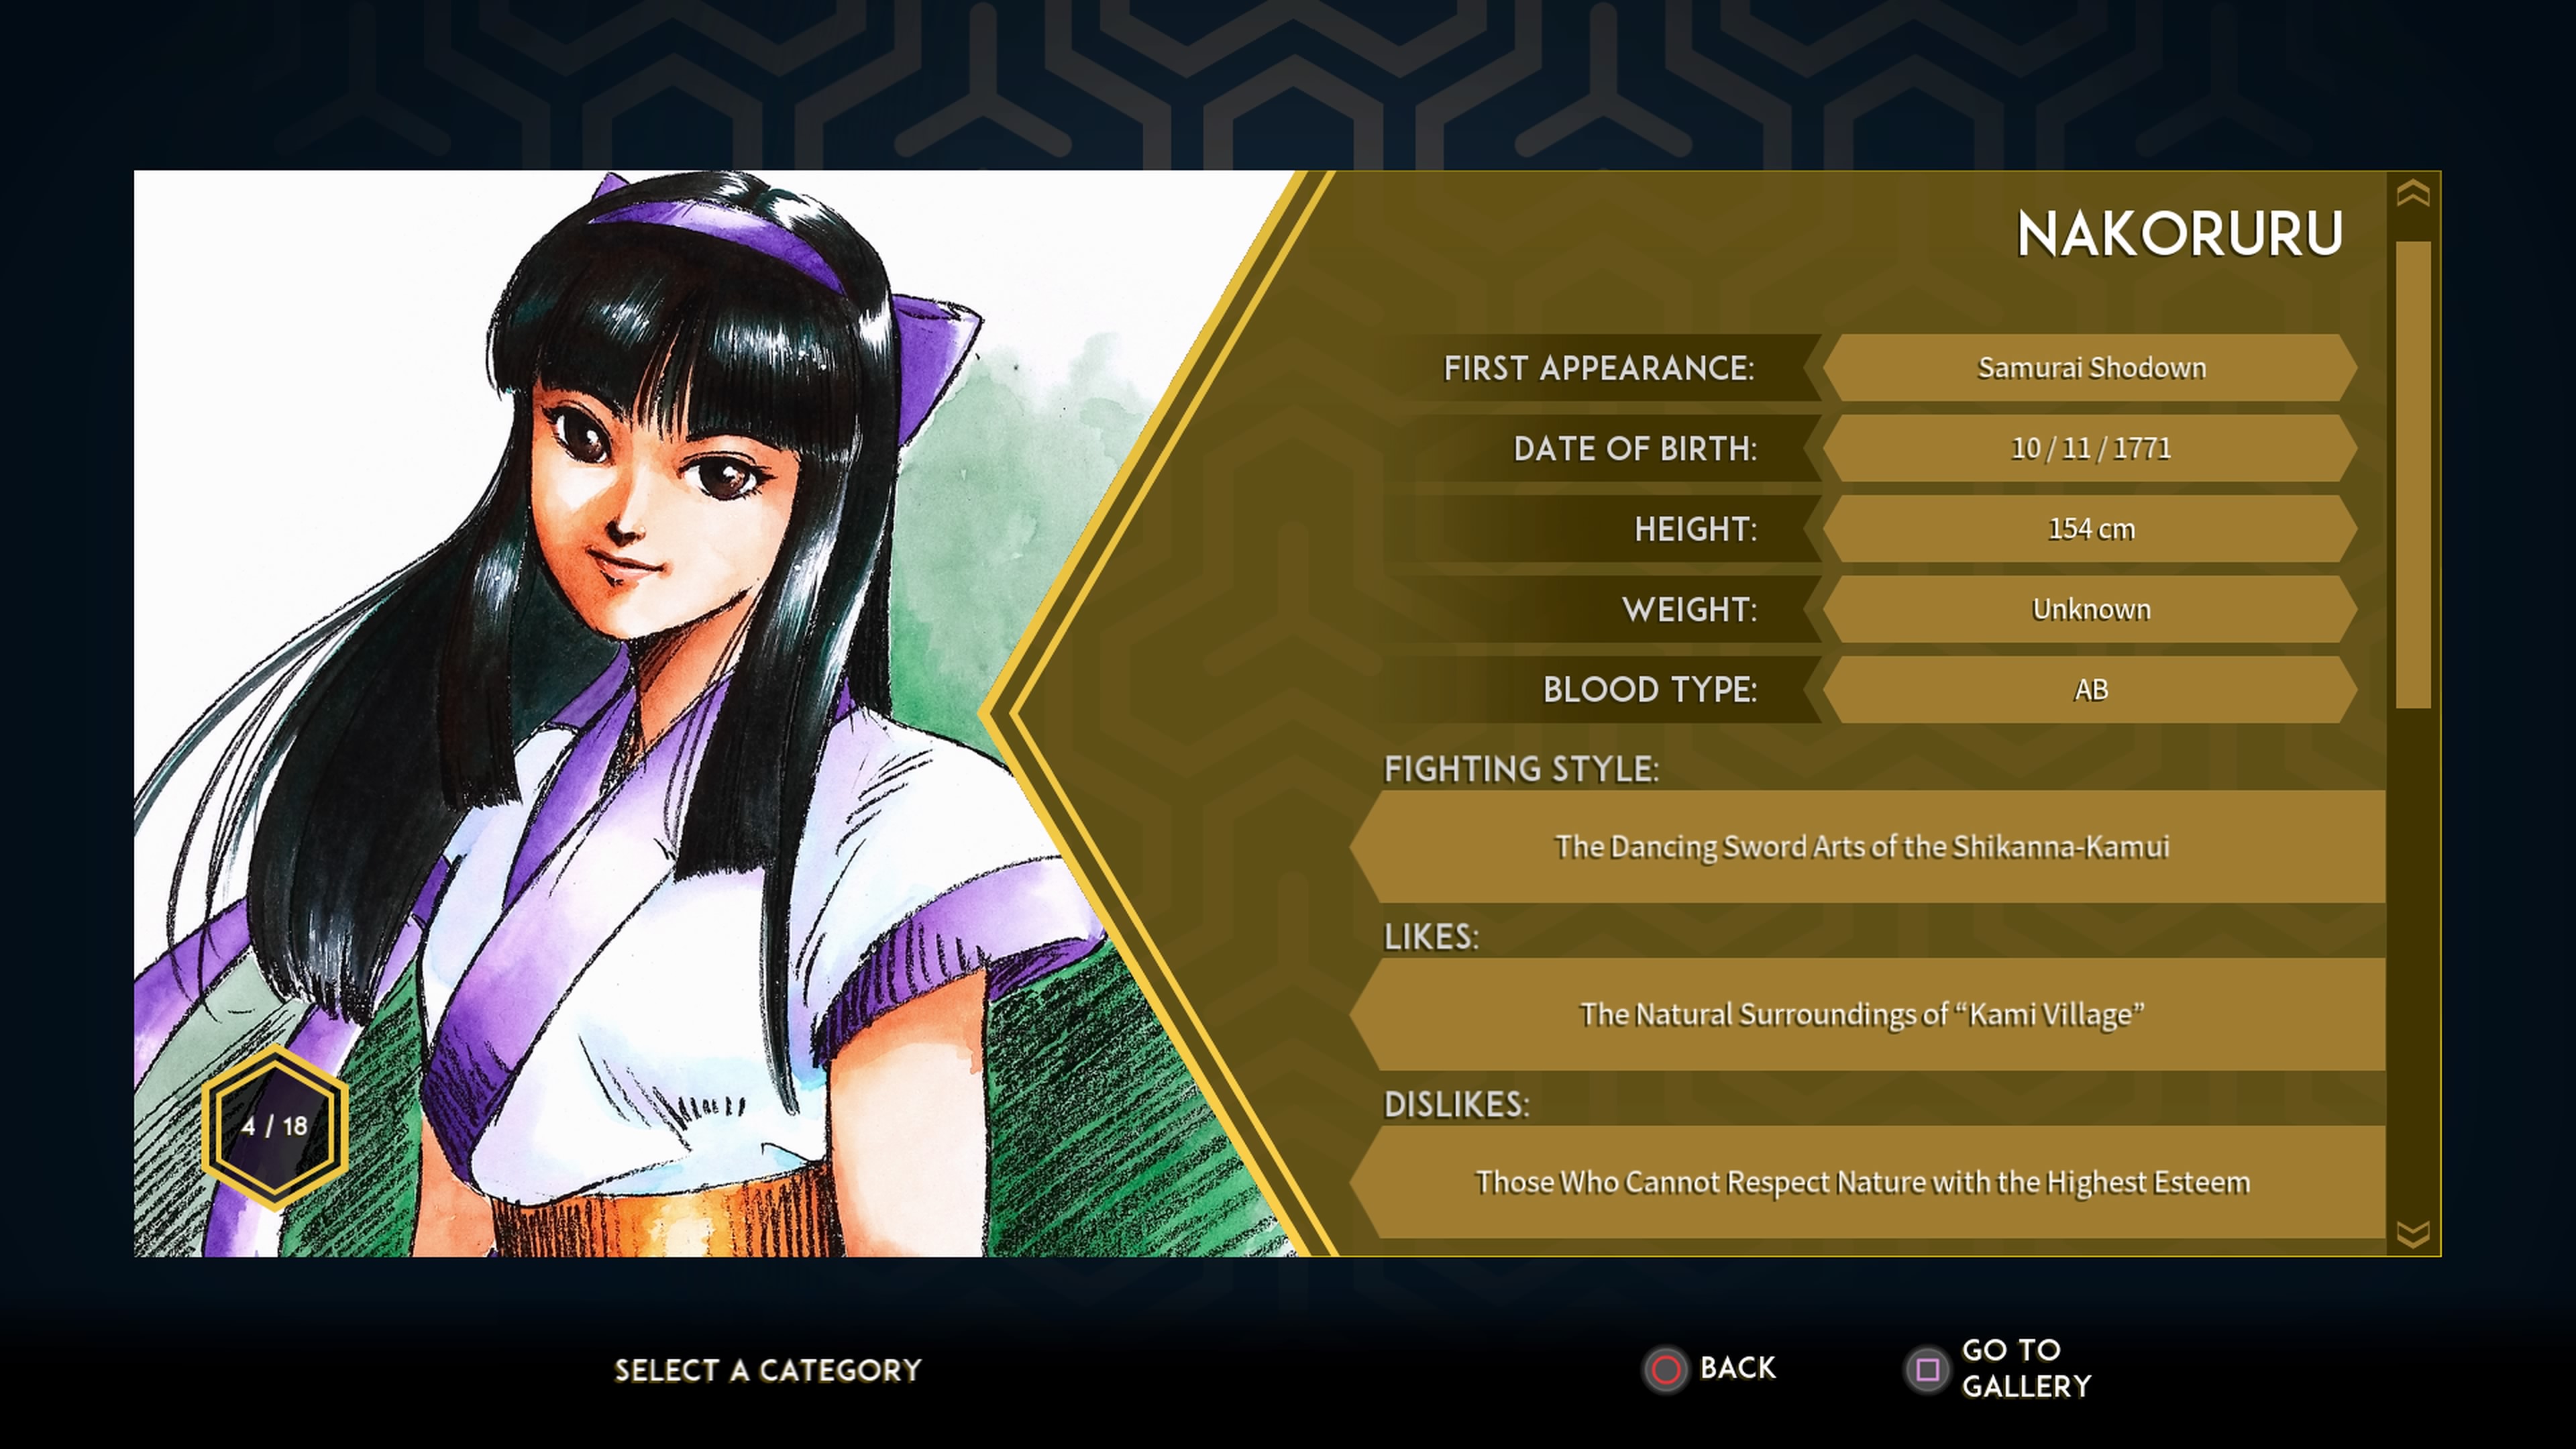 NAKORURU
FIRST APPEARANCE: Samurai Shodown
DATE OF BIRTH: 10 / 11 / 1771
HEIGHT: 154 cm
WEIGHT: Unknown
BLOOD TYPE: AB
FIGHTING STYLE:
The Dancing Sword Arts of the Shikanna-Kamui
LIKES:
The Natural Surroundings of “Kami Village”
DISLIKES:
Those Who Cannot Respect Nature with the Highest Esteem
4 / 18
SELECT A CATEGORY
BACK
GO TO
GALLERY